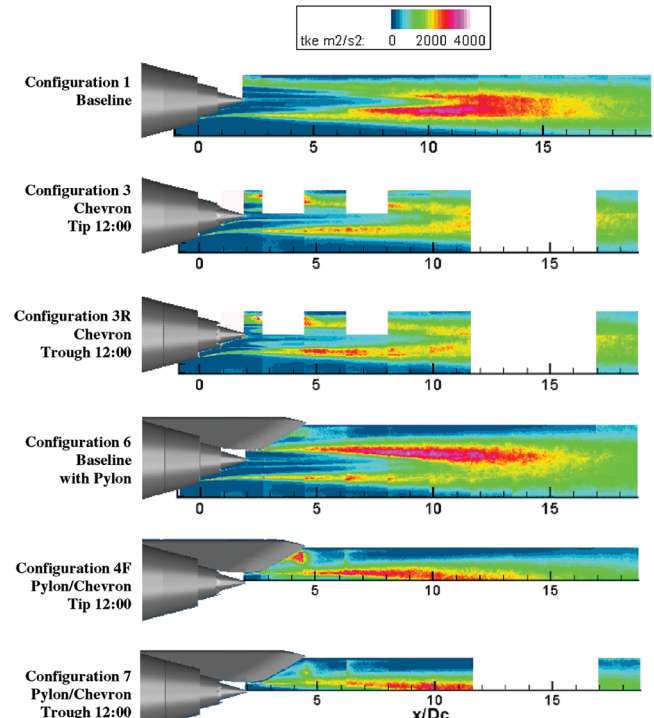 tke m2/s2: 0 2000 4000
Configuration 1
Baseline
0 5 10 15
Configuration 3
Chevron
Tip 12:00
0 5 10 15
Configuration 3R
Chevron
Trough 12:00
0 5 10 15
Configuration 6
Baseline
with Pylon
0 5 10 15
Configuration 4F
Pylon/Chevron
Tip 12:00
5 10 15
Configuration 7
Pylon/Chevron
Trough 12:00
5 10 15
x/Dc